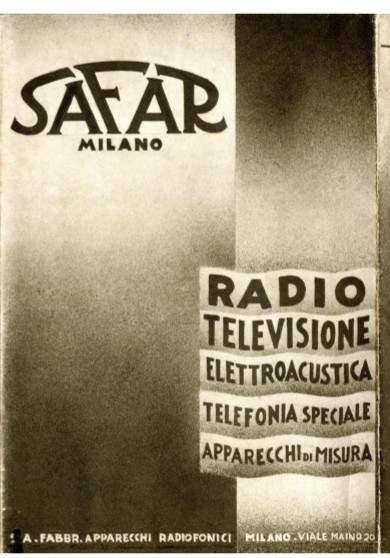 SAFAR
MILANO
RADIO
TELEVISIONE
ELETTROACUSTICA
TELEFONIA SPECIALE
APPARECCHI DI MISURA
A. FABBR. APPARECCHI RADIOFONICI MILANO. VIALE MAINO 20